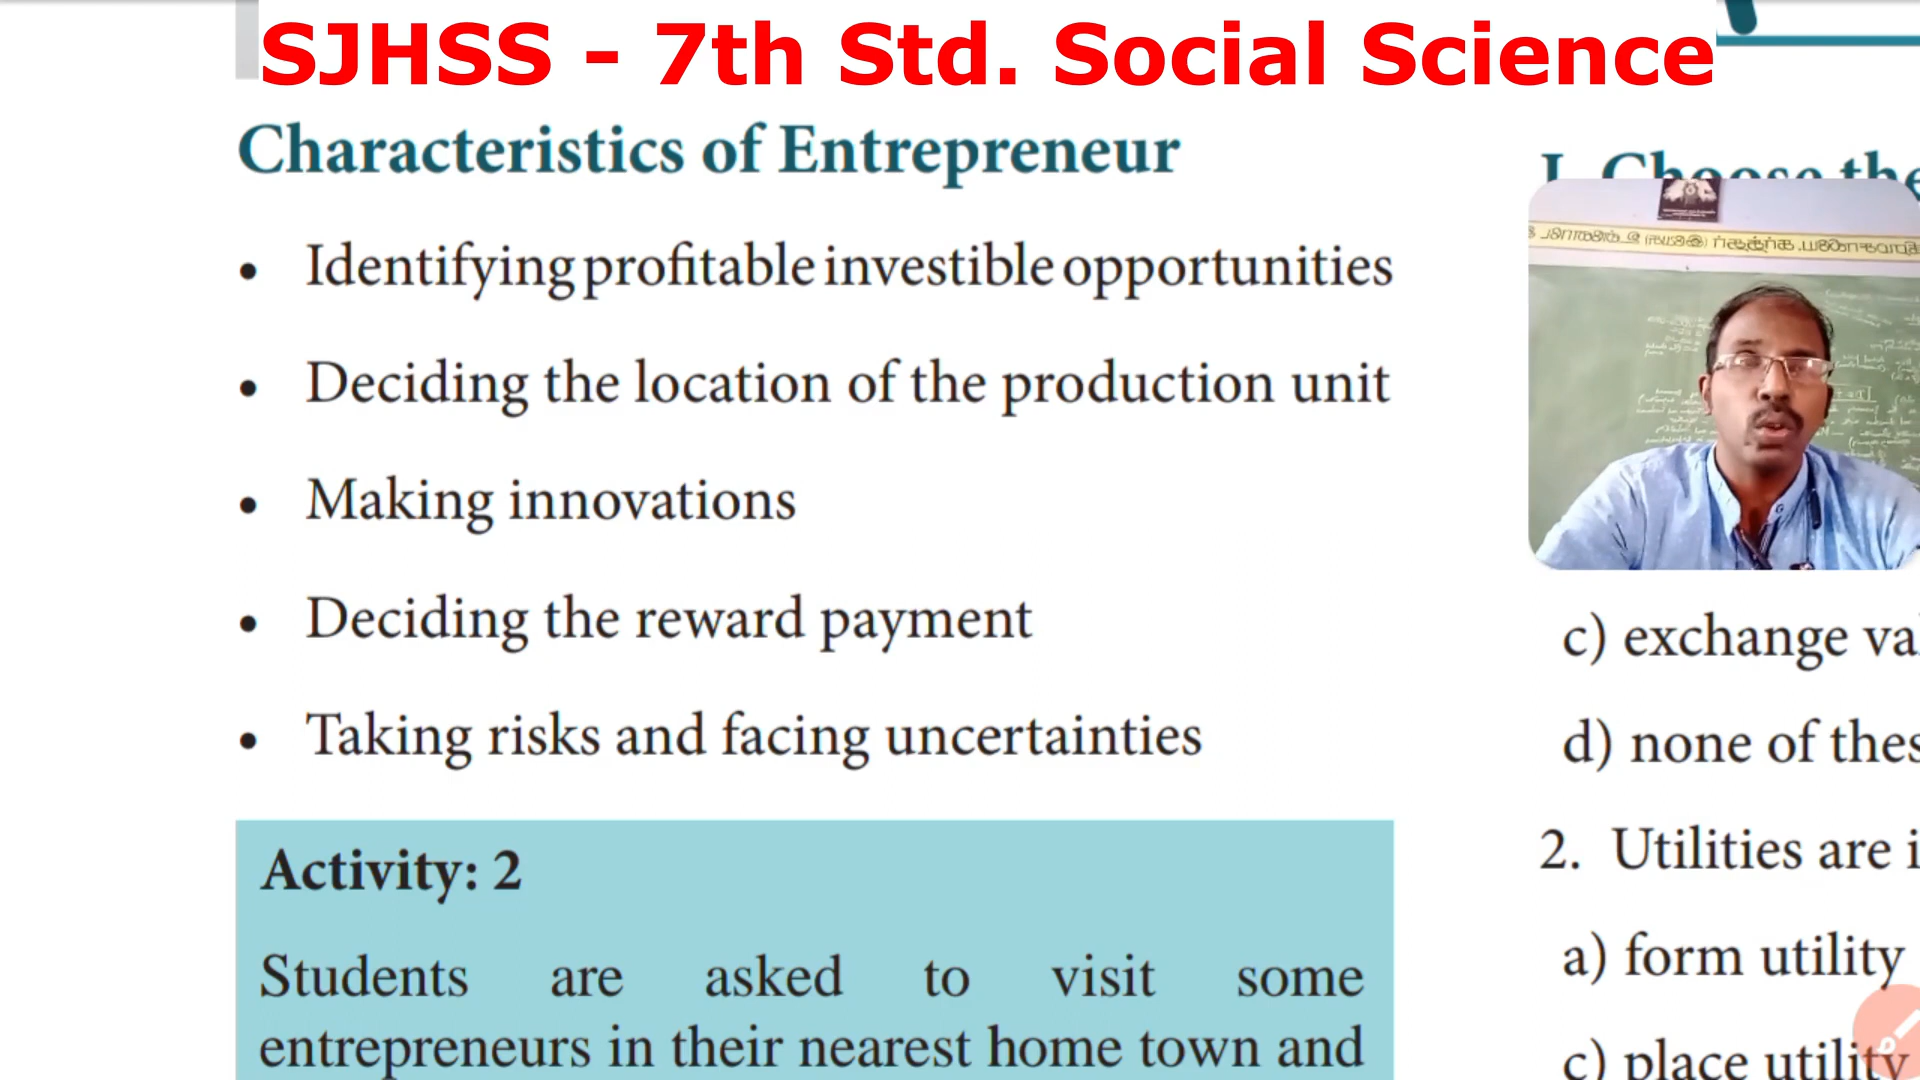 SJHSS - 7th Std. Social Science
Characteristics of Entrepreneur
• Identifying profitable investible opportunities
• Deciding the location of the production unit
• Making innovations
• Deciding the reward payment
• Taking risks and facing uncertainties
Activity: 2
Students are asked to visit some
entrepreneurs in their nearest home town and
I. Choose the
c) exchange va
d) none of thes
2. Utilities are i
a) form utility
c) place utility